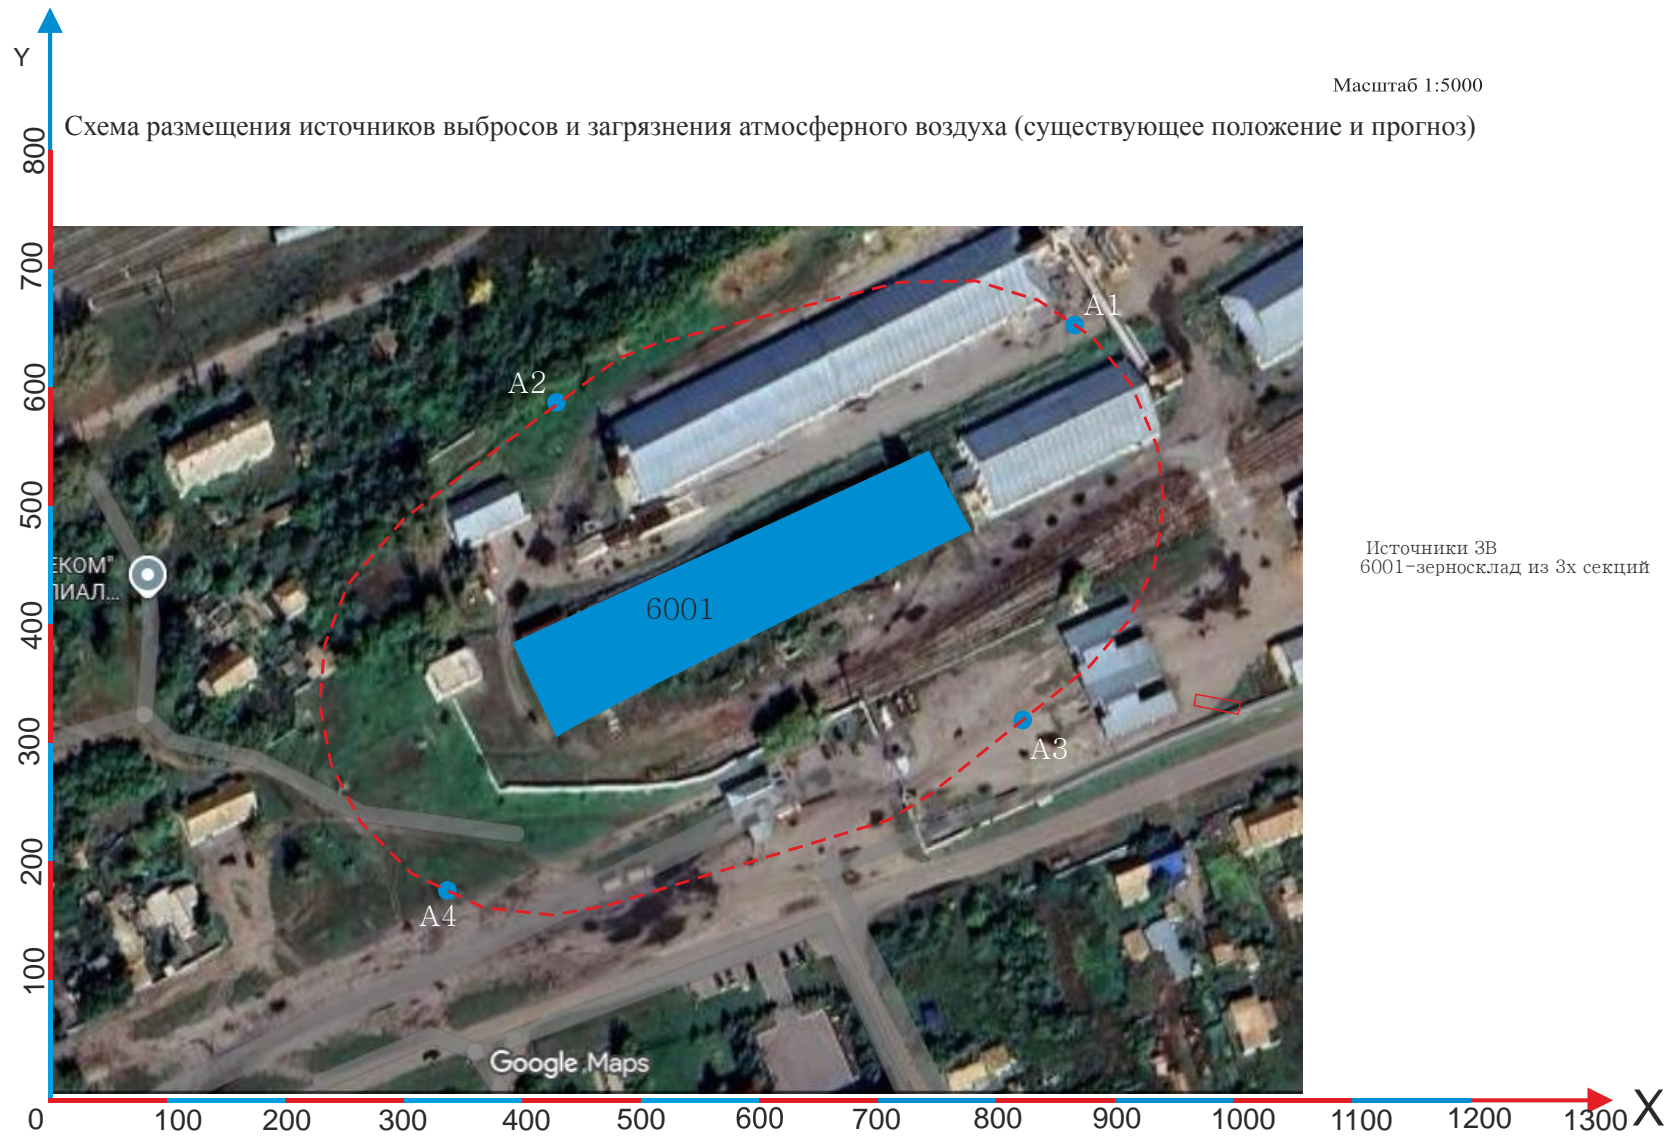 Y
Масштаб 1:5000
Схема размещения источников выбросов и загрязнения атмосферного воздуха (существующее положение и прогноз)
800
700
600
500
400
300
200
100
A1
A2
ЕКОМ"
ИАЛ...
6001
Источники ЗВ
6001-зерносклад из 3х секций
A3
A4
Google Maps
0 100 200 300 400 500 600 700 800 900 1000 1100 1200 1300 X